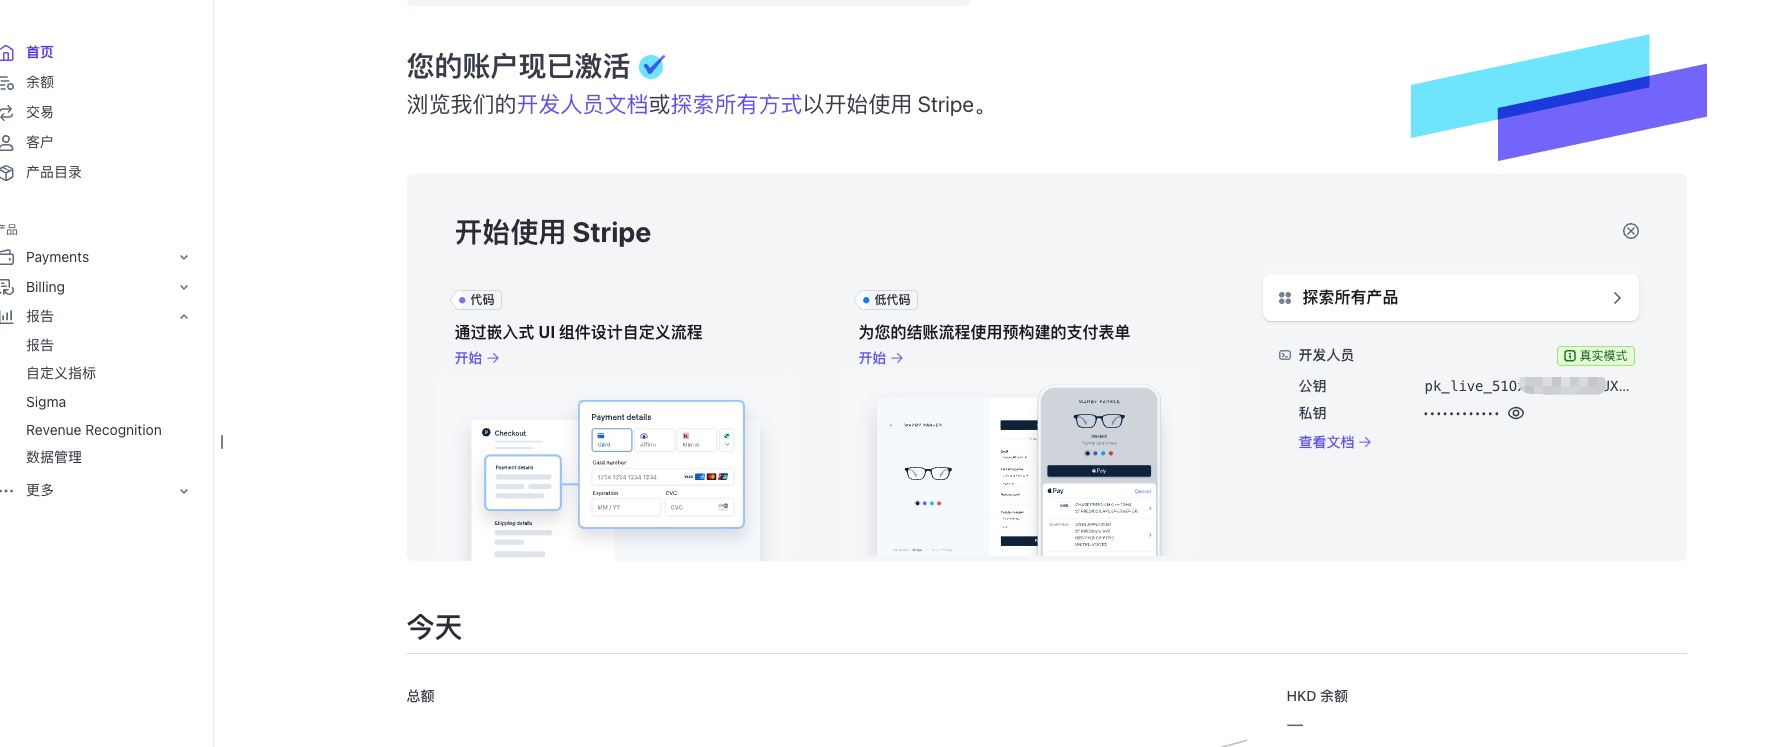 首页
余额
交易
客户
产品目录
产品
Payments
Billing
报告
报告
自定义指标
Sigma
Revenue Recognition
数据管理
更多
您的账户现已激活
浏览我们的开发人员文档或探索所有方式以开始使用 Stripe。
开始使用 Stripe
代码
通过嵌入式 UI 组件设计自定义流程
开始 →
Checkout
Payment details
Shipping details
Payment details
Card
Affirm
Klarna
Card number
1234 1234 1234 1234
VISA
Expiration
CVC
MM / YY
CVC
低代码
为您的结账流程使用预构建的支付表单
开始 →
WARBY PARKER
WARBY PARKER
Pay
Pay
Cancel
探索所有产品
开发人员
真实模式
公钥
pk_live_510
UX...
私钥
••••••••••••
查看文档 →
今天
总额
HKD 余额
—